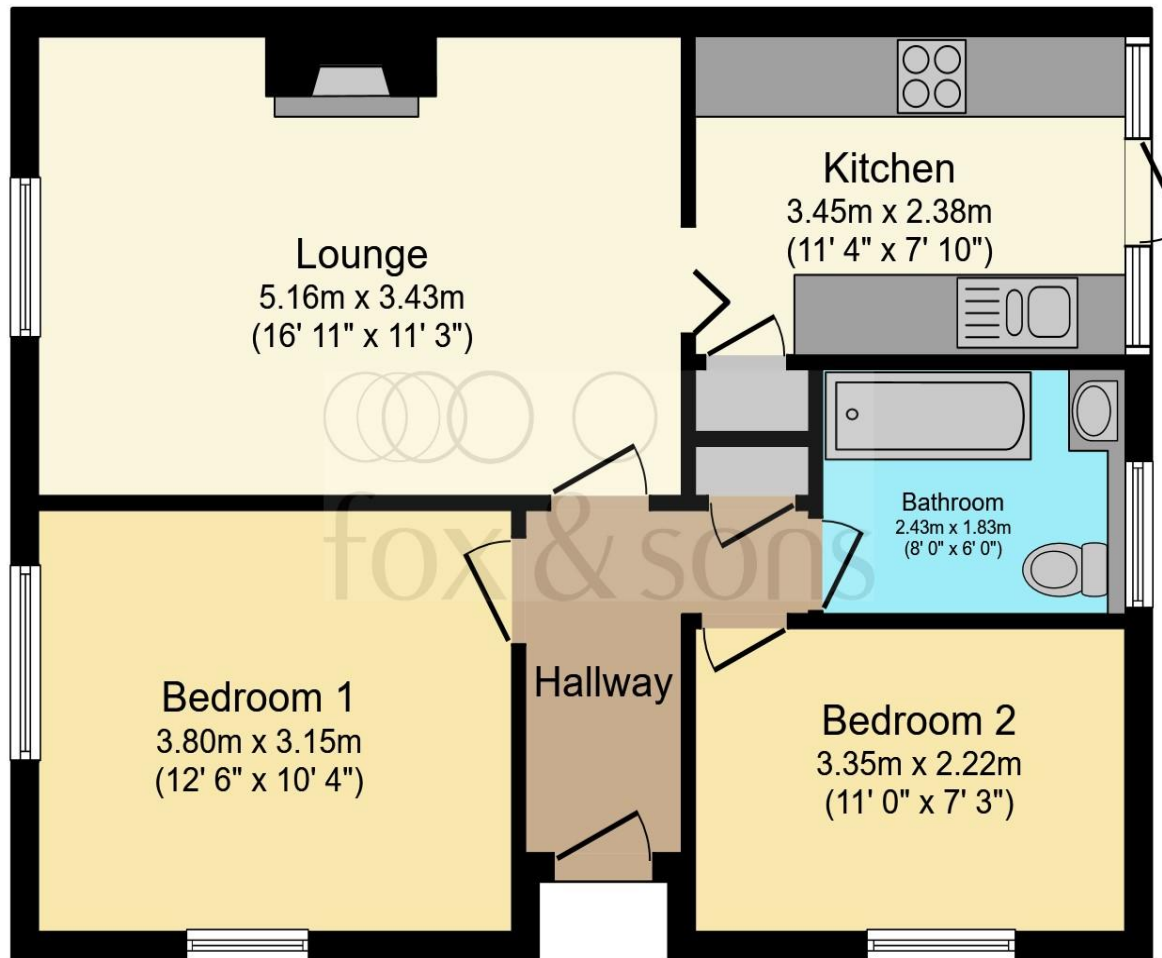 Lounge
5.16m x 3.43m
(16' 11" x 11' 3")
Kitchen
3.45m x 2.38m
(11' 4" x 7' 10")
fox & sons
Bathroom
2.43m x 1.83m
(8' 0" x 6' 0")
Bedroom 1
3.80m x 3.15m
(12' 6" x 10' 4")
Hallway
Bedroom 2
3.35m x 2.22m
(11' 0" x 7' 3")